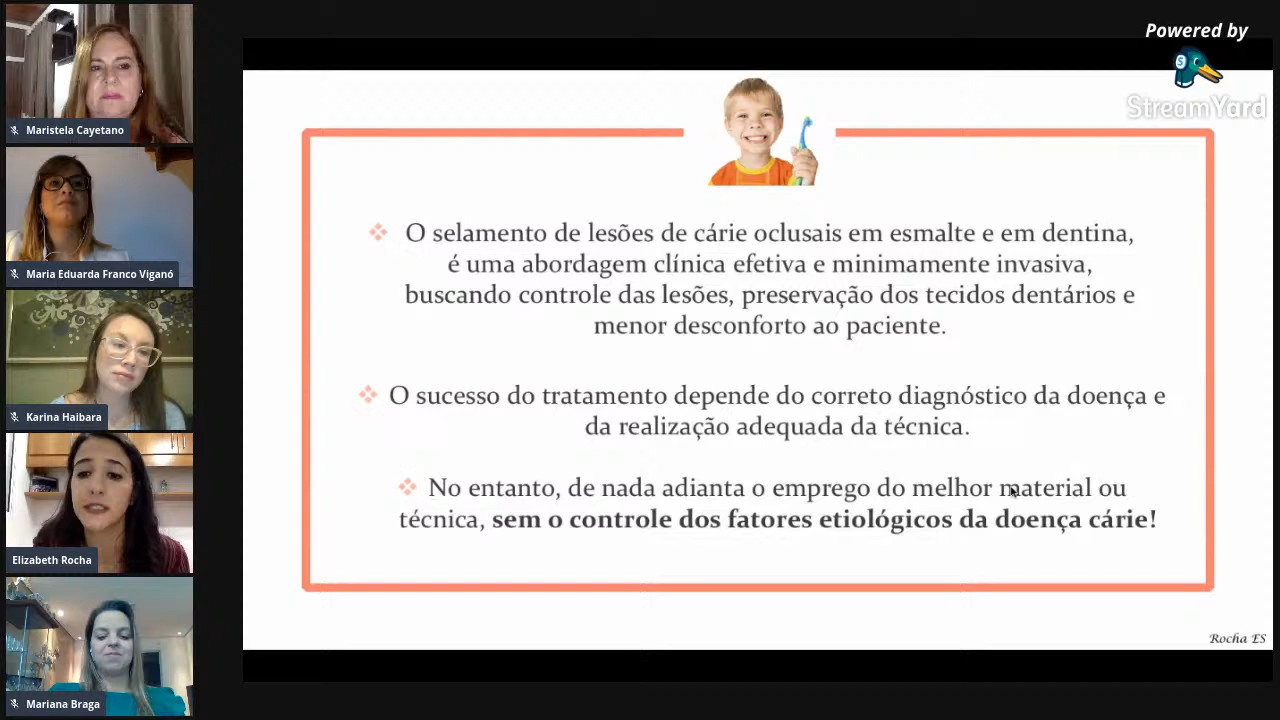 Maristela Cayetano
Maria Eduarda Franco Viganó
Karina Haibara
Elizabeth Rocha
Mariana Braga
Powered by
S
StreamYard
O selamento de lesões de cárie oclusais em esmalte e em dentina,
é uma abordagem clínica efetiva e minimamente invasiva,
buscando controle das lesões, preservação dos tecidos dentários e
menor desconforto ao paciente.
O sucesso do tratamento depende do correto diagnóstico da doença e
da realização adequada da técnica.
No entanto, de nada adianta o emprego do melhor material ou
técnica, sem o controle dos fatores etiológicos da doença cárie!
Rocha ES